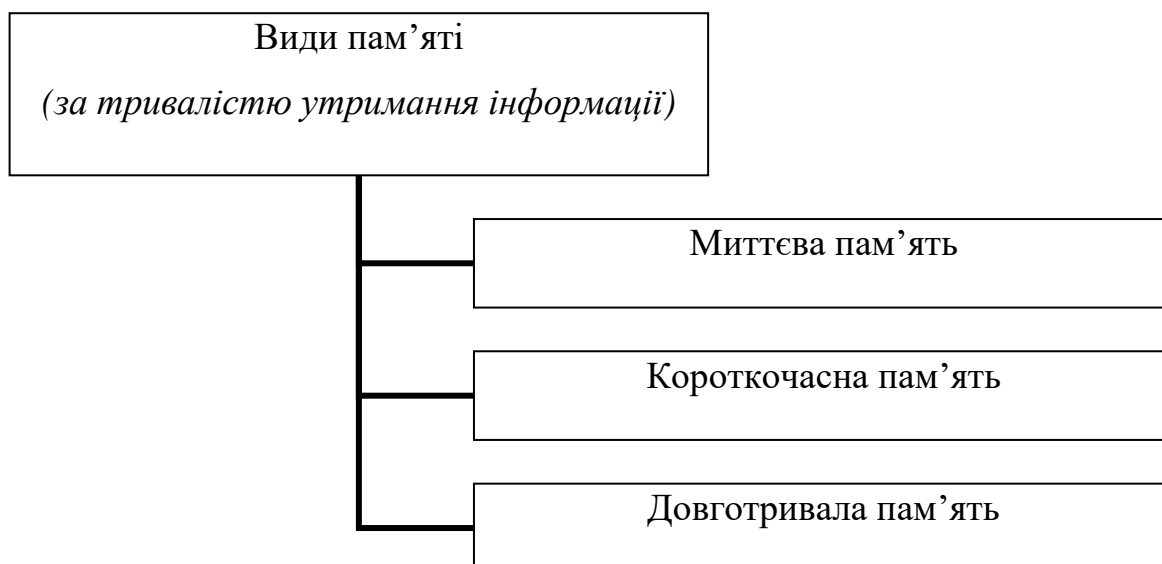 Види пам’яті
(за тривалістю утримання інформації)
Миттєва пам’ять
Короткочасна пам’ять
Довготривала пам’ять